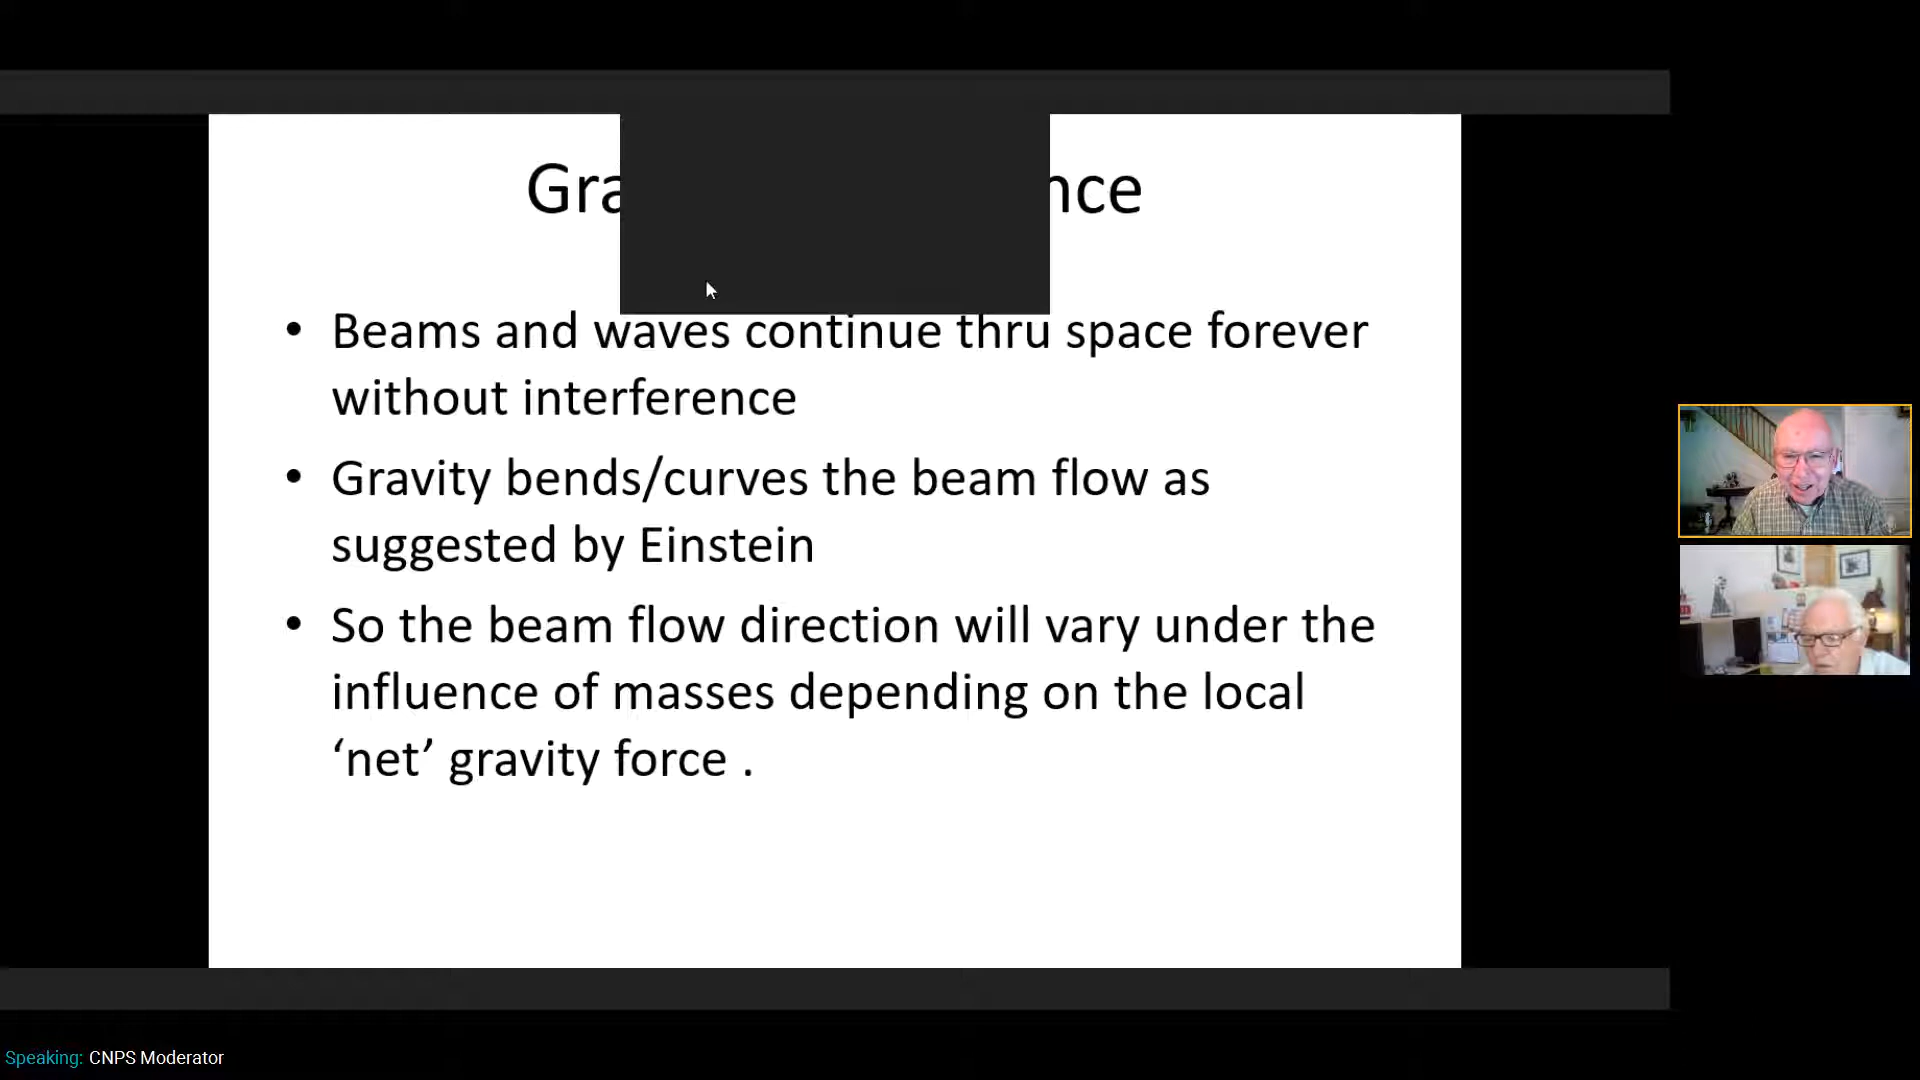 Gra nce
• Beams and waves continue thru space forever
without interference
• Gravity bends/curves the beam flow as
suggested by Einstein
• So the beam flow direction will vary under the
influence of masses depending on the local
‘net’ gravity force .
Speaking: CNPS Moderator